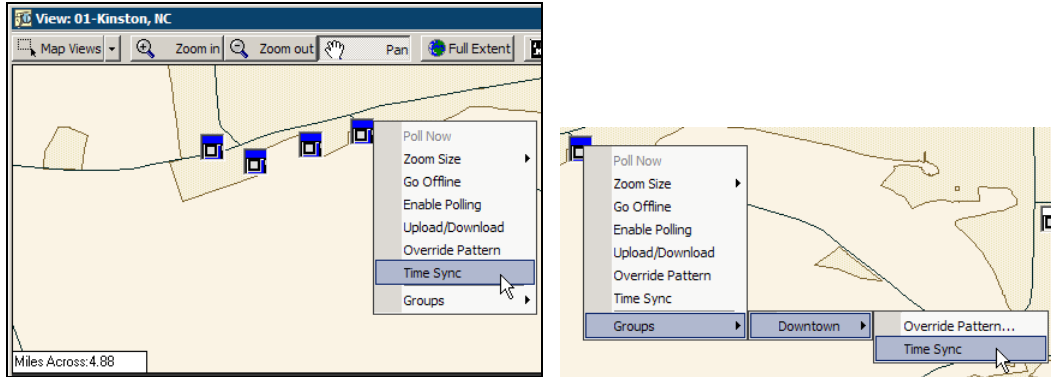 View: 01-Kinston, NC
Map Views Zoom in Zoom out Pan Full Extent
Poll Now
Zoom Size
Go Offline
Enable Polling
Upload/Download
Override Pattern
Time Sync
Groups
Miles Across:4.88
Poll Now
Zoom Size
Go Offline
Enable Polling
Upload/Download
Override Pattern
Time Sync
Groups Downtown Override Pattern...
Time Sync